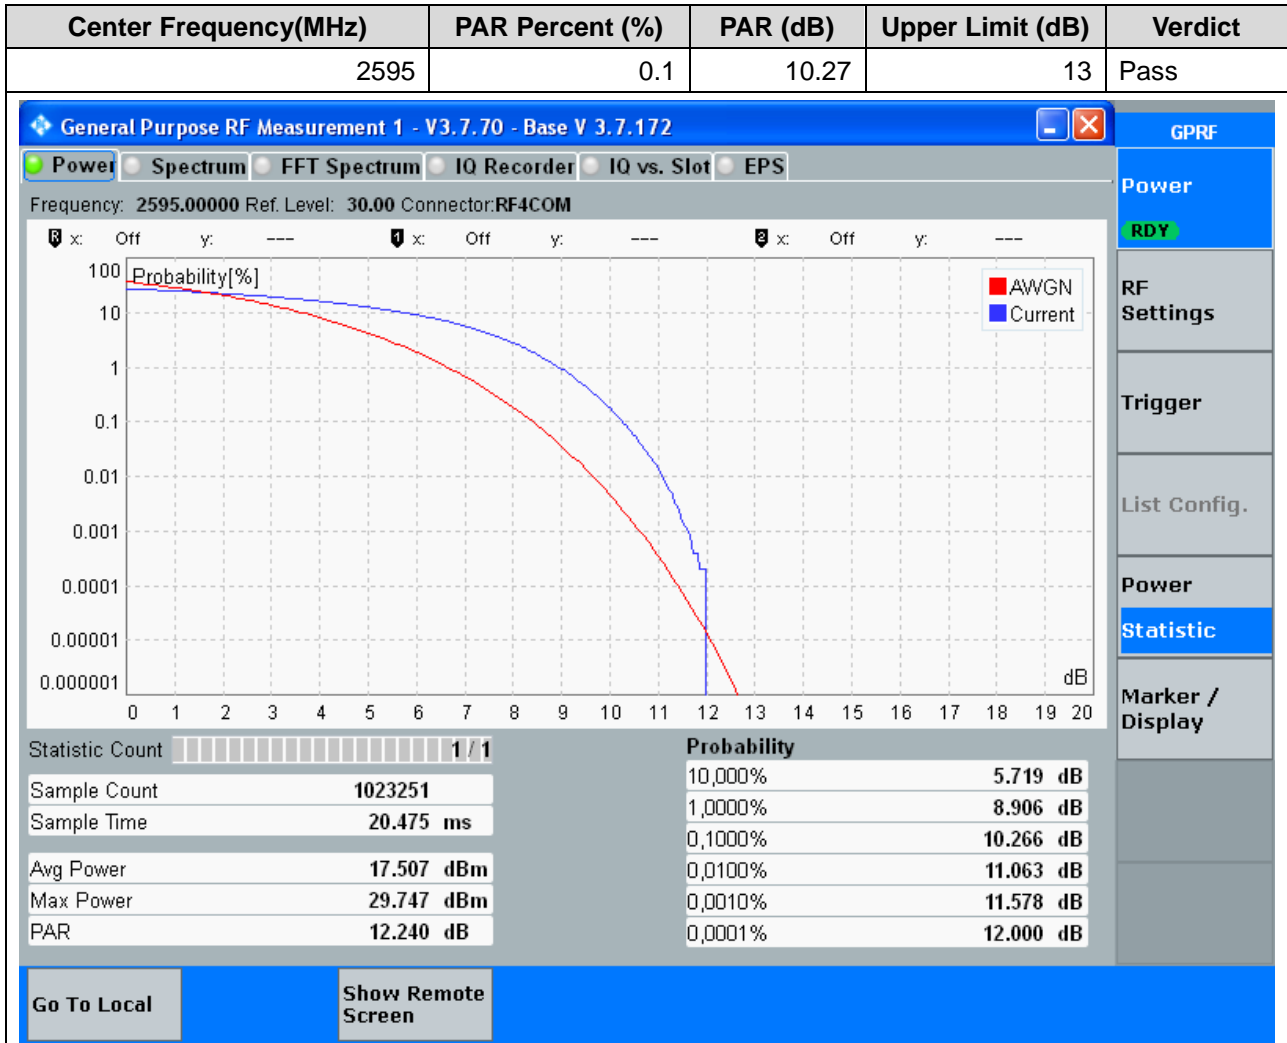 Center Frequency(MHz) PAR Percent (%) PAR (dB) Upper Limit (dB) Verdict
2595 0.1 10.27 13 Pass
General Purpose RF Measurement 1 - V3.7.70 - Base V 3.7.172
GPRF
Power Spectrum FFT Spectrum IQ Recorder IQ vs. Slot EPS
Power
RDY
Frequency: 2595.00000 Ref. Level: 30.00 Connector:RF4COM
R x: Off y: --- 1 x: Off y: --- 2 x: Off y: ---
Probability[%]
100
10
1
0.1
0.01
0.001
0.0001
0.00001
0.000001
AWGN
Current
dB
0 1 2 3 4 5 6 7 8 9 10 11 12 13 14 15 16 17 18 19 20
RF
Settings
Trigger
List Config.
Power
Statistic
Marker /
Display
Statistic Count 1 / 1
Sample Count 1023251
Sample Time 20.475 ms
Avg Power 17.507 dBm
Max Power 29.747 dBm
PAR 12.240 dB
Probability
10,000% 5.719 dB
1,0000% 8.906 dB
0,1000% 10.266 dB
0,0100% 11.063 dB
0,0010% 11.578 dB
0,0001% 12.000 dB
Go To Local
Show Remote
Screen